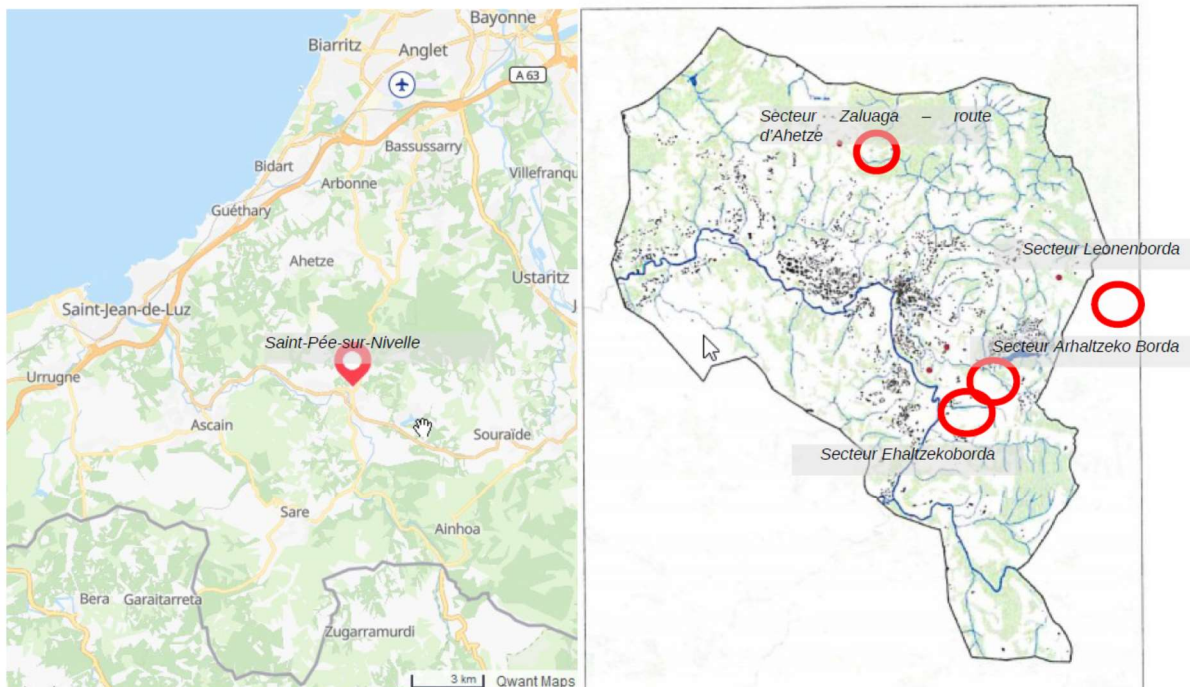 Bayonne
Biarritz
Anglet
A 63
Bassussarry
Bidart
Arbonne
Villefranqu
Guéthary
Ahetze
Ustaritz
Saint-Jean-de-Luz
J
Saint-Pée-sur-Nivelle
Urrugne
Ascain
Souraïde
Sare
Ainhoa
Bera
Garaitarreta
Zugarramurdi
3 km
Qwant Maps
Secteur Zaluaga – route
d'Ahetze
Secteur Leonenborda
Secteur Arhaltzeko Borda
Secteur Ehaltzekoborda